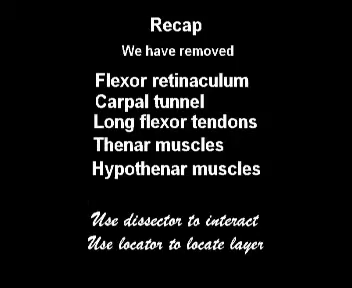 Recap
We have removed
Flexor retinaculum
Carpal tunnel
Long flexor tendons
Thenar muscles
Hypothenar muscles
Use dissector to interact
Use locator to locate layer